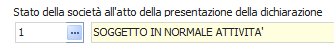 Stato della società all'atto della presentazione della dichiarazione
1 ... SOGGETTO IN NORMALE ATTIVITA'